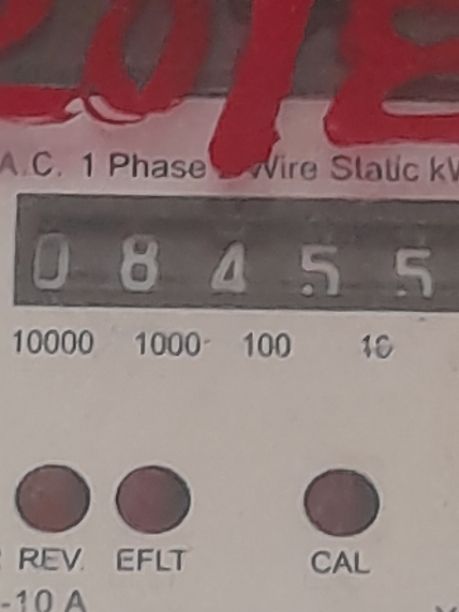 A.C. 1 Phase Wire Static
0 8 4 5 5
10000 1000 100 10
REV. EFLT CAL
-10 A